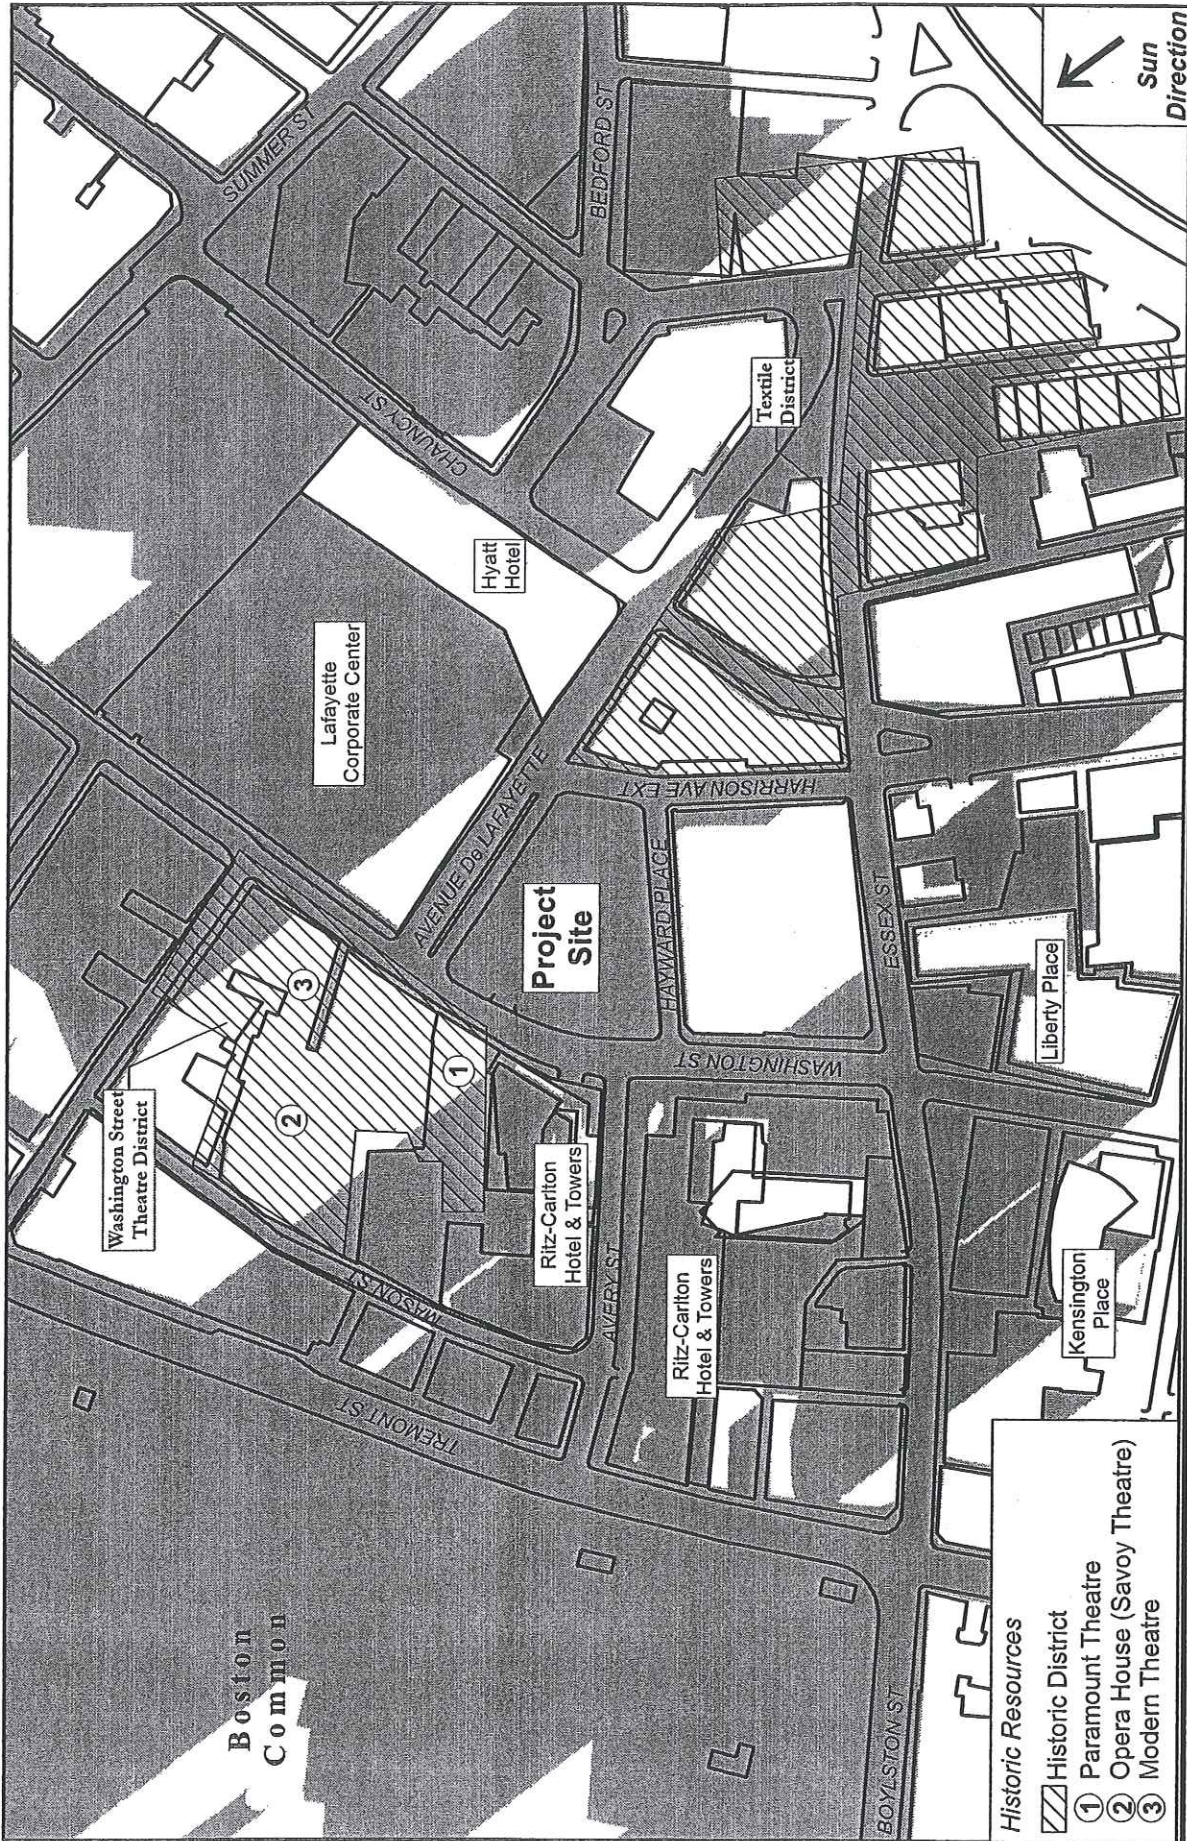 Boston
Common
TREMONT ST
MASON ST
Washington Street
Theatre District
2
3
1
SUMMER ST
CHAUNCY ST
BEDFORD ST
Lafayette
Corporate Center
Hyatt
Hotel
AVENUE De LAFAYETTE
Textile
District
Project
Site
HARRISON AVE EXT
HAYWARD PLACE
Ritz-Carlton
Hotel & Towers
AVERY ST
WASHINGTON ST
Ritz-Carlton
Hotel & Towers
ESSEX ST
Liberty Place
Kensington
Place
BOYLSTON ST
Sun
Direction
Historic Resources
Historic District
1 Paramount Theatre
2 Opera House (Savoy Theatre)
3 Modern Theatre